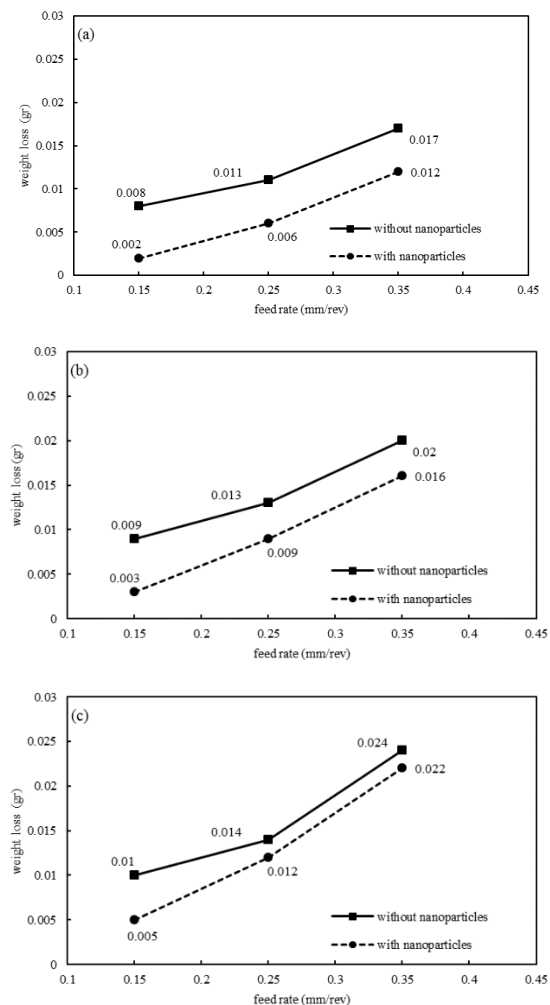 (a)
0.03
0.025
0.02
0.015
0.01
0.005
0
weight loss (gr)
0.008
0.011
0.017
0.002
0.006
0.012
without nanoparticles
with nanoparticles
0.1 0.15 0.2 0.25 0.3 0.35 0.4 0.45
feed rate (mm/rev)
(b)
0.03
0.025
0.02
0.015
0.01
0.005
0
weight loss (gr)
0.009
0.013
0.02
0.003
0.009
0.016
without nanoparticles
with nanoparticles
0.1 0.15 0.2 0.25 0.3 0.35 0.4 0.45
feed rate (mm/rev)
(c)
0.03
0.025
0.02
0.015
0.01
0.005
0
weight loss (gr)
0.01
0.014
0.024
0.005
0.012
0.022
without nanoparticles
with nanoparticles
0.1 0.15 0.2 0.25 0.3 0.35 0.4 0.45
feed rate (mm/rev)